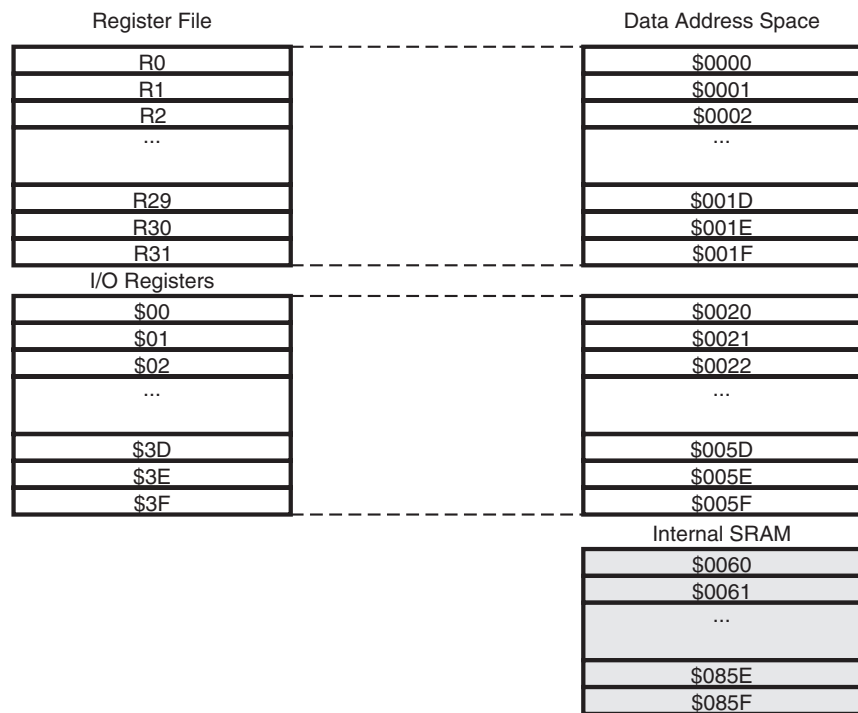 Register File Data Address Space
R0 $0000
R1 $0001
R2 $0002
... ...
R29 $001D
R30 $001E
R31 $001F
I/O Registers
$00 $0020
$01 $0021
$02 $0022
... ...
$3D $005D
$3E $005E
$3F $005F
Internal SRAM
$0060
$0061
...
$085E
$085F